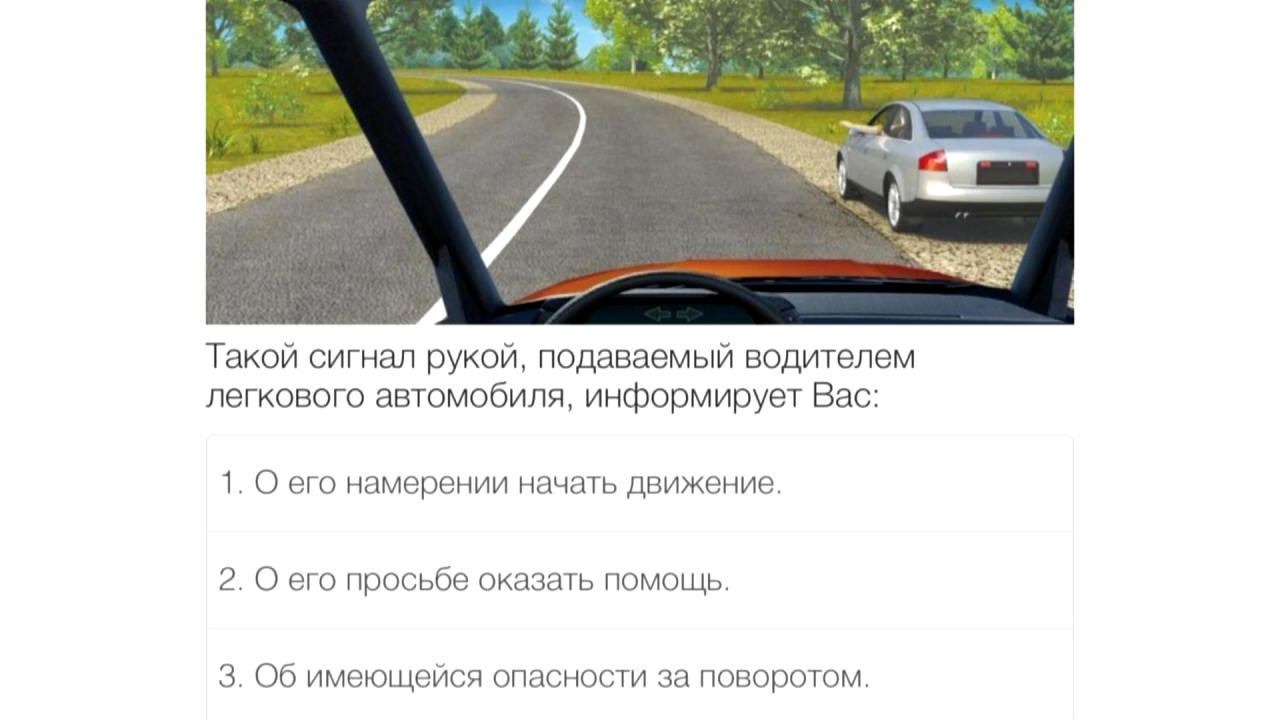 Такой сигнал рукой, подаваемый водителем
легкового автомобиля, информирует Вас:
1. О его намерении начать движение.
2. О его просьбе оказать помощь.
3. Об имеющейся опасности за поворотом.